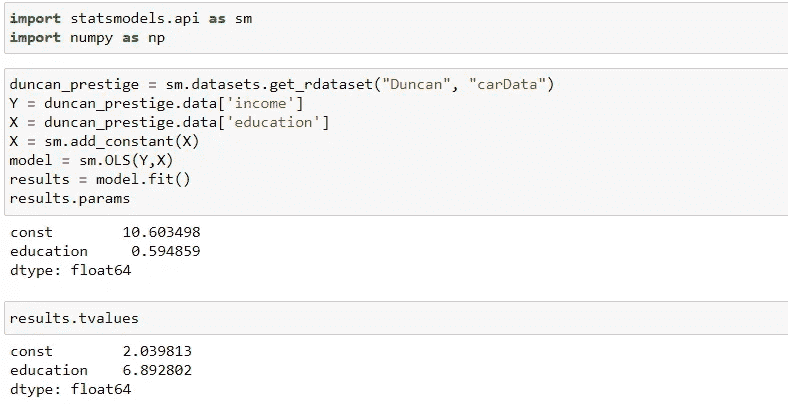 import statsmodels.api as sm
import numpy as np
duncan_prestige = sm.datasets.get_rdataset("Duncan", "carData")
Y = duncan_prestige.data['income']
X = duncan_prestige.data['education']
X = sm.add_constant(X)
model = sm.OLS(Y,X)
results = model.fit()
results.params
const        10.603498
education     0.594859
dtype: float64
results.tvalues
const        2.039813
education    6.892802
dtype: float64